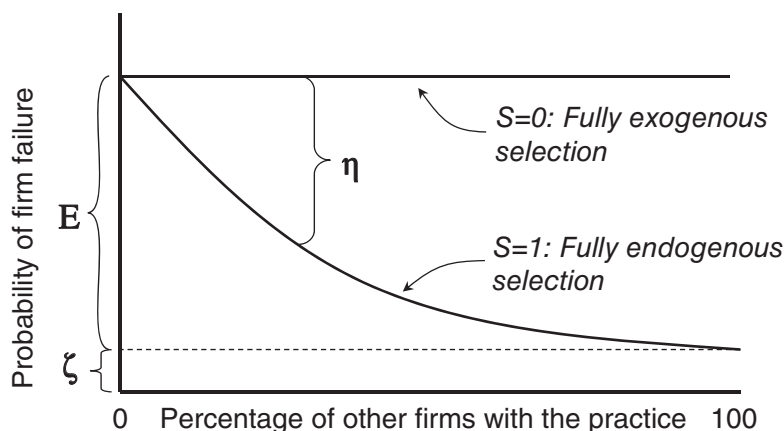 Probability of firm failure
E
ζ
η
S=0: Fully exogenous
selection
S=1: Fully endogenous
selection
0 Percentage of other firms with the practice 100